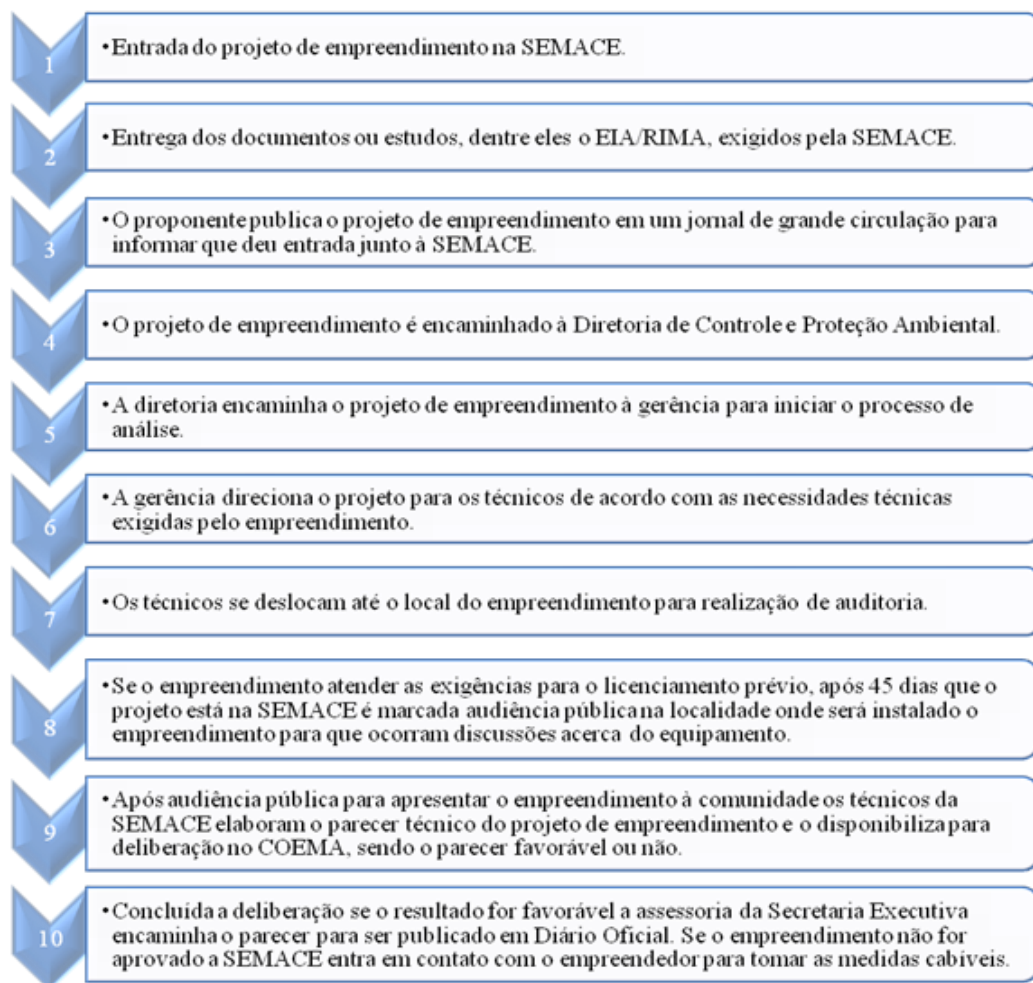 1
•Entrada do projeto de empreendimento na SEMACE.
2
•Entrega dos documentos ou estudos, dentre eles o EIA/RIMA, exigidos pela SEMACE.
3
•O proponente publica o projeto de empreendimento em um jornal de grande circulação para
informar que deu entrada junto à SEMACE.
4
•O projeto de empreendimento é encaminhado à Diretoria de Controle e Proteção Ambiental.
5
•A diretoria encaminha o projeto de empreendimento à gerência para iniciar o processo de
análise.
6
•A gerência direciona o projeto para os técnicos de acordo com as necessidades técnicas
exigidas pelo empreendimento.
7
•Os técnicos se deslocam até o local do empreendimento para realização de auditoria.
8
•Se o empreendimento atender as exigências para o licenciamento prévio, após 45 dias que o
projeto está na SEMACE é marcada audiência pública na localidade onde será instalado o
empreendimento para que ocorram discussões acerca do equipamento.
9
•Após audiência pública para apresentar o empreendimento à comunidade os técnicos da
SEMACE elaboram o parecer técnico do projeto de empreendimento e o disponibiliza para
deliberação no COEMA, sendo o parecer favorável ou não.
10
•Concluída a deliberação se o resultado for favorável a assessoria da Secretaria Executiva
encaminha o parecer para ser publicado em Diário Oficial. Se o empreendimento não for
aprovado a SEMACE entra em contato com o empreendedor para tomar as medidas cabíveis.